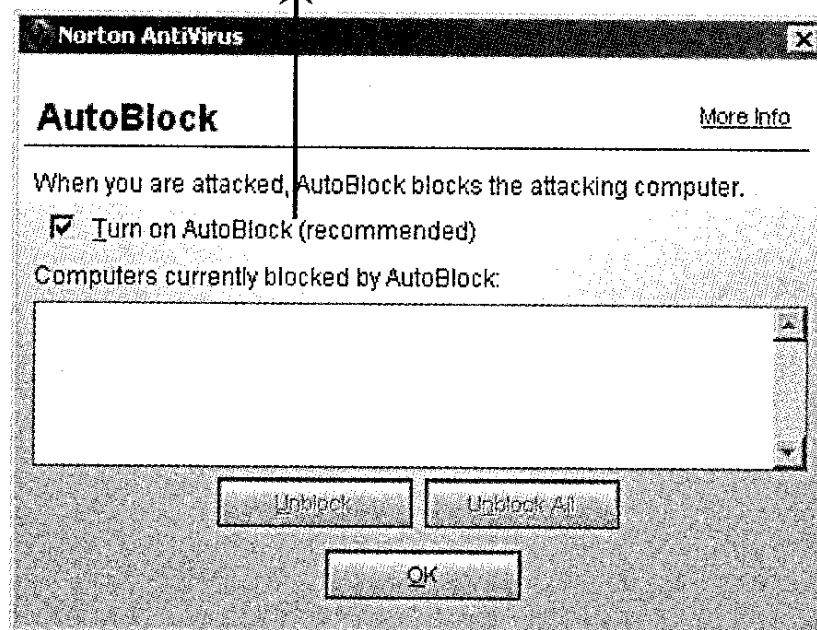 Norton AntiVirus
AutoBlock
More Info
When you are attacked, AutoBlock blocks the attacking computer.
Turn on AutoBlock (recommended)
Computers currently blocked by AutoBlock:
Unblock
Unblock All
OK